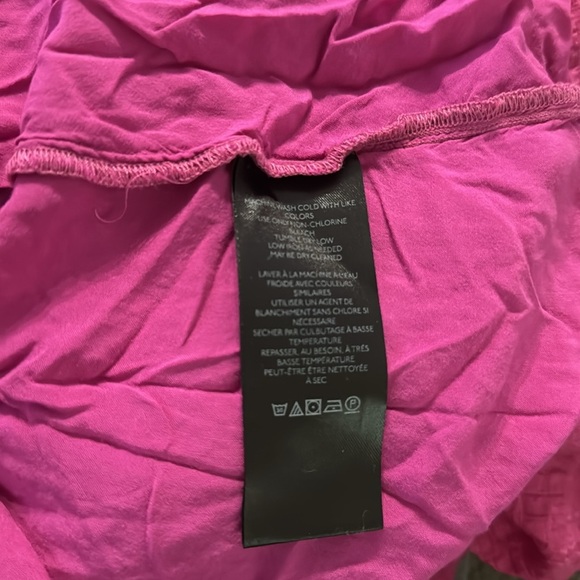 MACHINE WASH COLD WITH LIKE
COLORS
USE ONLY NON-CHLORINE
BLEACH
TUMBLE DRY LOW
LOW IRON AS NEEDED
MAY BE DRY CLEANED
LAVER À LA MACHINE À L'EAU
FROIDE AVEC COULEURS
SIMILAIRES
UTILISER UN AGENT DE
BLANCHIMENT SANS CHLORE SI
NÉCESSAIRE
SECHER PAR CULBUTAGE À BASSE
TEMPÉRATURE
REPASSER, AU BESOIN, À TRÈS
BASSE TEMPÉRATURE
PEUT-ÊTRE ÊTRE NETTOYÉE
À SEC